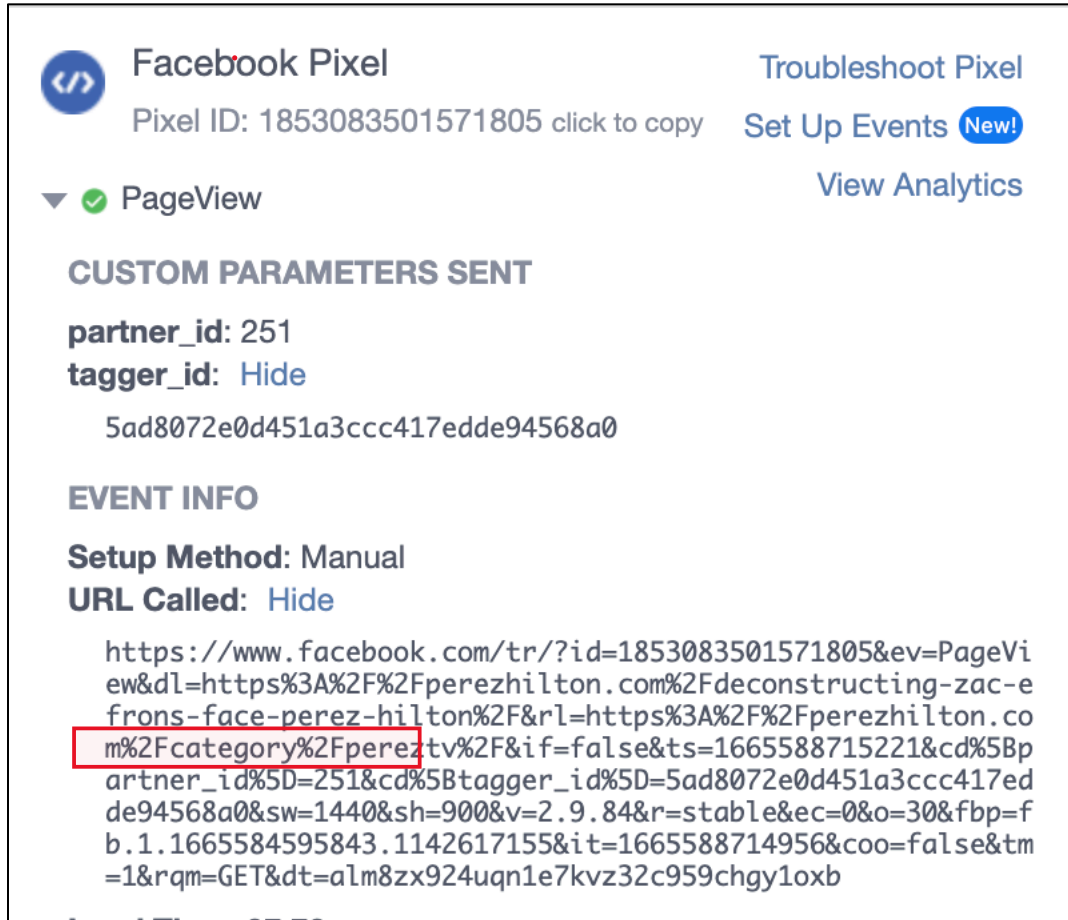 Facebook Pixel
Troubleshoot Pixel
Pixel ID: 1853083501571805 click to copy
Set Up Events New!
View Analytics
PageView
CUSTOM PARAMETERS SENT
partner_id: 251
tagger_id: Hide
5ad8072e0d451a3ccc417edde94568a0
EVENT INFO
Setup Method: Manual
URL Called: Hide
https://www.facebook.com/tr/?id=1853083501571805&ev=PageVi
ew&dl=https%3A%2F%2Fperezhilton.com%2Fdeconstructing-zac-e
frons-face-perez-hilton%2F&rl=https%3A%2F%2Fperezhilton.co
m%2Fcategory%2Fpereztv%2F&if=false&ts=1665588715221&cd%5Bp
artner_id%5D=251&cd%5Btagger_id%5D=5ad8072e0d451a3ccc417ed
de94568a0&sw=1440&sh=900&v=2.9.84&r=stable&ec=0&o=30&fbp=f
b.1.1665584595843.1142617155&it=1665588714956&coo=false&tm
=1&rqm=GET&dt=alm8zx924uqn1e7kvz32c959chgy1oxb